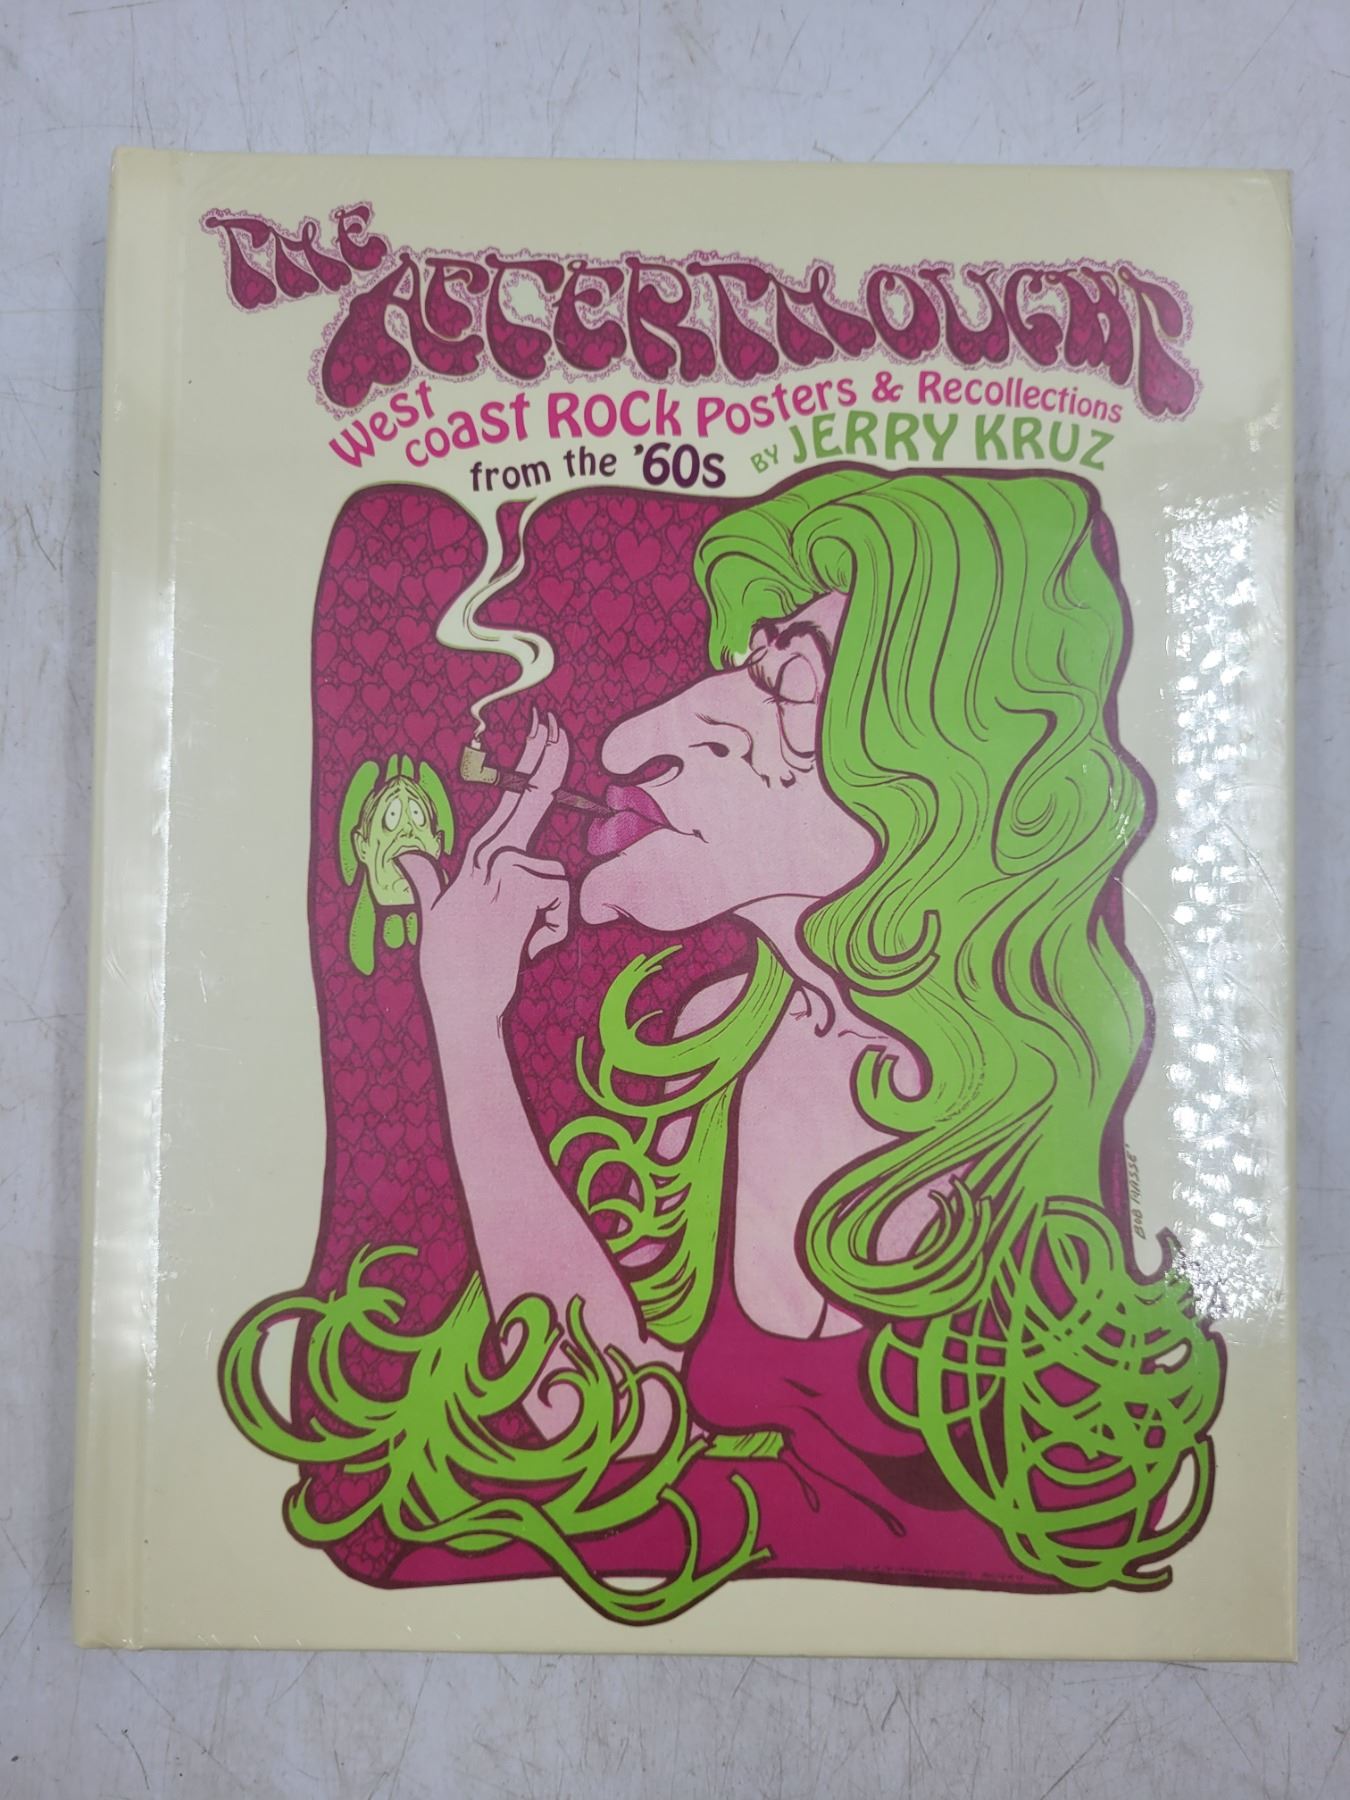 THE
AFTERTHOUGHT
West Coast Rock Posters & Recollections
from the '60s BY JERRY KRUZ
BOB MASSE'